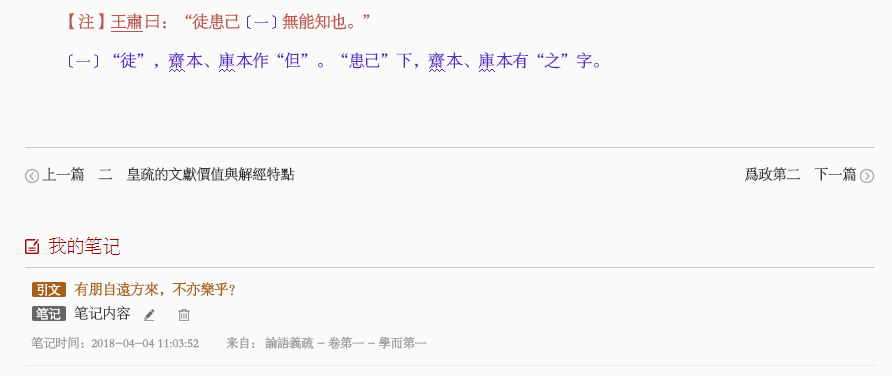 【注】王肅曰：“徒患己〔一〕無能知也。”
〔一〕“徒”，齋本、庫本作“但”。“患己”下，齋本、庫本有“之”字。
上一篇 二 皇疏的文獻價值與解經特點
爲政第二 下一篇
我的笔记
引文 有朋自遠方來，不亦樂乎？
笔记 笔记内容
笔记时间：2018-04-04 11:03:52 来自： 論語義疏 - 卷第一 - 學而第一